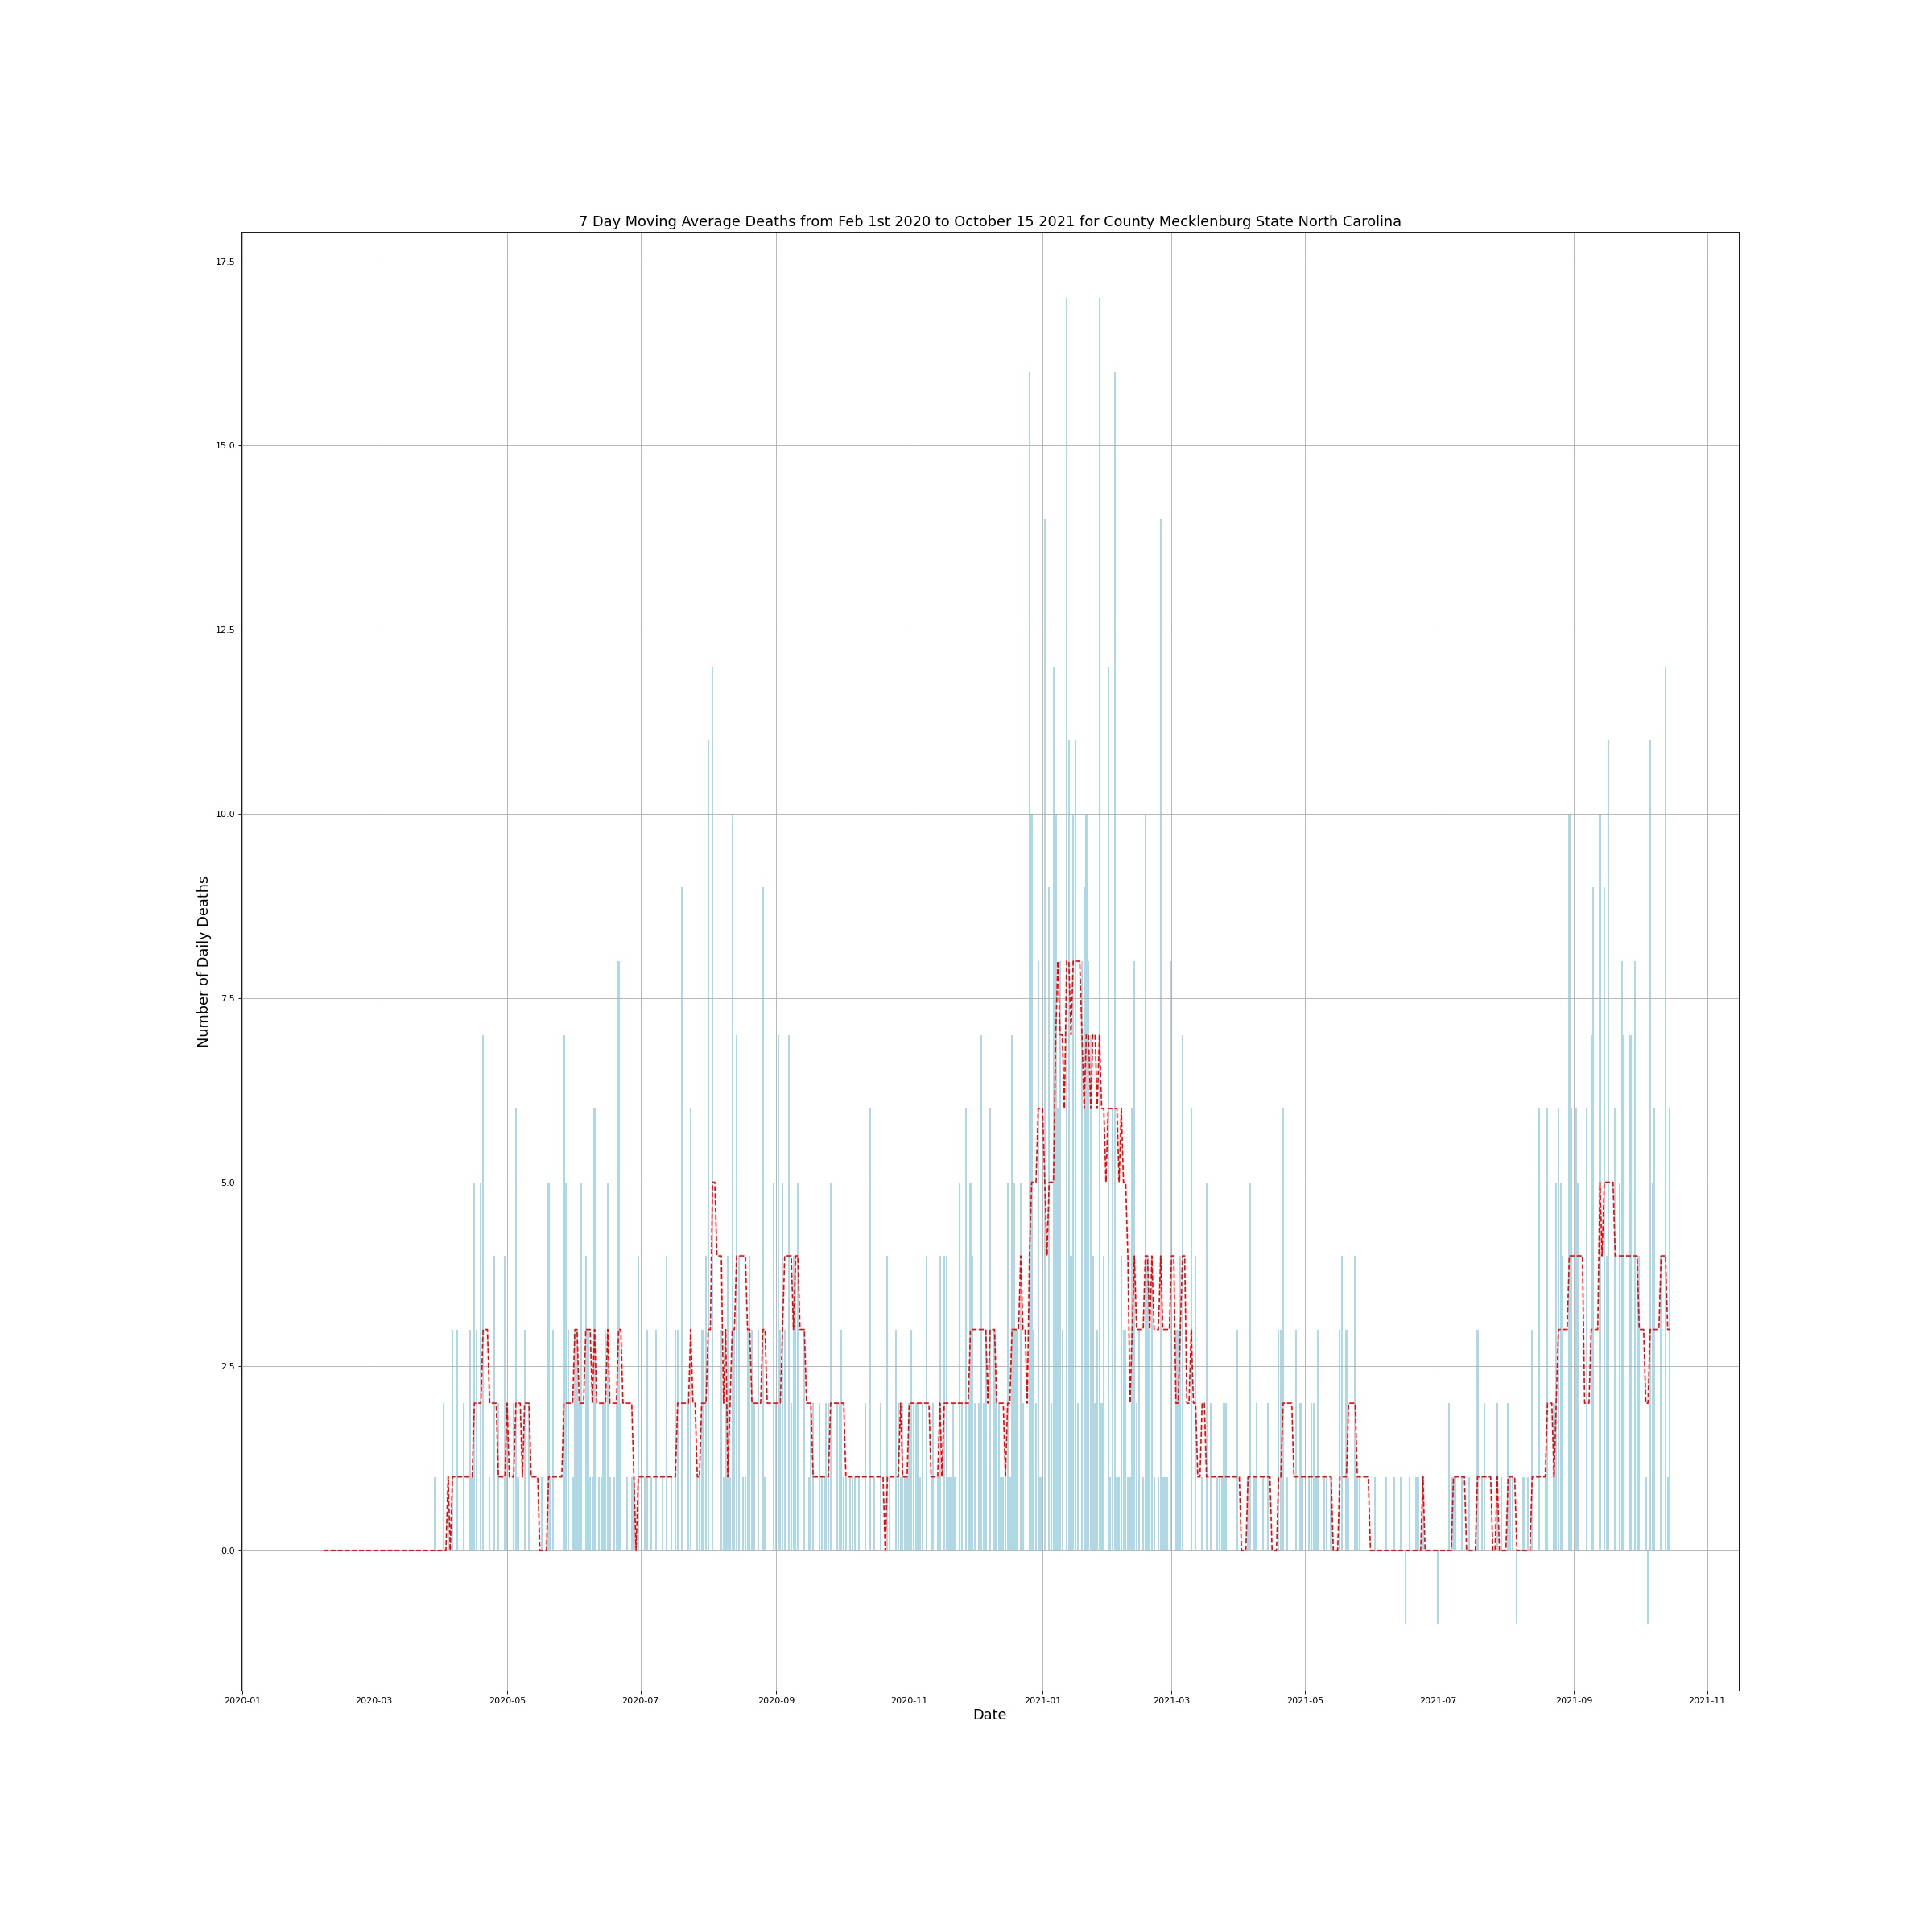 7 Day Moving Average Deaths from Feb 1st 2020 to October 15 2021 for County Mecklenburg State North Carolina
17.5
15.0
12.5
10.0
7.5
5.0
2.5
0.0
Number of Daily Deaths
2020-01 2020-03 2020-05 2020-07 2020-09 2020-11 2021-01 2021-03 2021-05 2021-07 2021-09 2021-11
Date